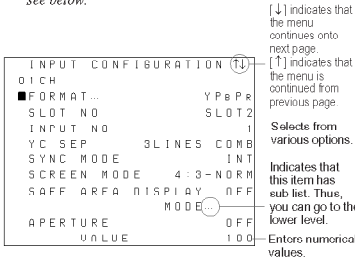 see below.
[↓] indicates that
the menu
continues onto
next page.
[↑] indicates that
the menu is
continued from
previous page.
INPUT CONFIGURATION ↑↓
01CH
■FORMAT… YPBPR
SLOT NO SLOT2
INPUT NO 1
YC SEP 3LINES COMB
SYNC MODE INT
SCREEN MODE 4:3-NORM
SAFE AREA DISPLAY OFF
MODE…
APERTURE OFF
VALUE 100
Selects from
various options.
Indicates that
this item has
sub list. Thus,
you can go to the
lower level.
Enters numerical
values.